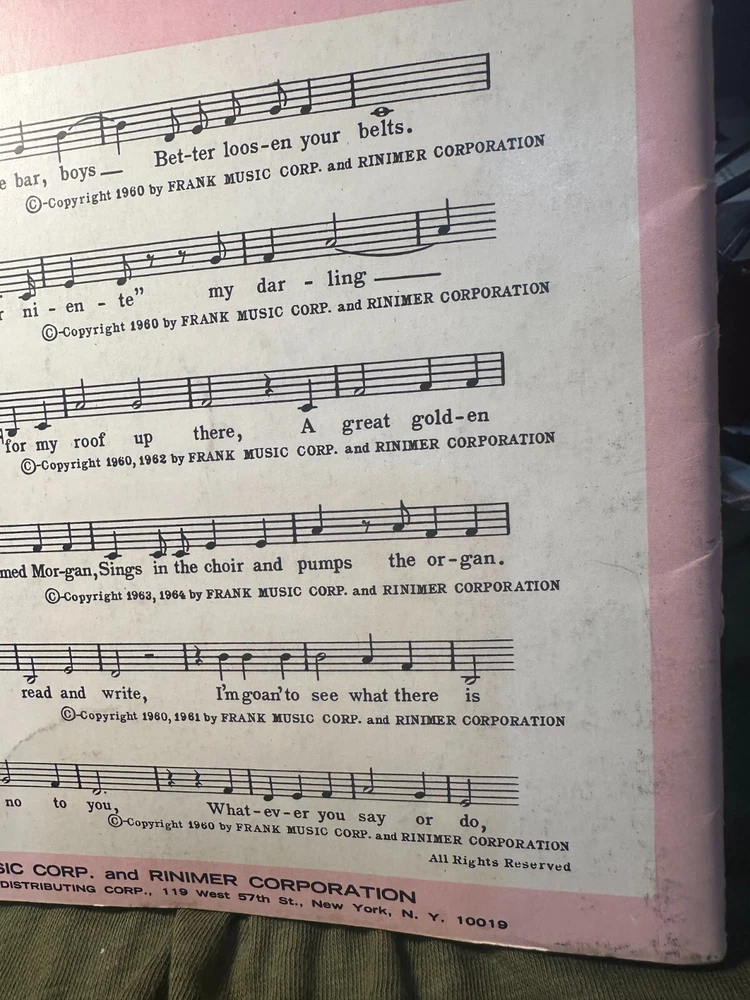 e bar, boys— Bet-ter loos-en your belts.
©-Copyright 1960 by FRANK MUSIC CORP. and RINIMER CORPORATION
r ni - en - te” my dar - ling
©-Copyright 1960 by FRANK MUSIC CORP. and RINIMER CORPORATION
for my roof up there, A great gold-en
©-Copyright 1960, 1962 by FRANK MUSIC CORP. and RINIMER CORPORATION
med Mor-gan, Sings in the choir and pumps the or-gan.
©-Copyright 1963, 1964 by FRANK MUSIC CORP. and RINIMER CORPORATION
read and write, I'm goan' to see what there is
©-Copyright 1960, 1961 by FRANK MUSIC CORP. and RINIMER CORPORATION
no to you, What-ev-er you say or do,
©-Copyright 1960 by FRANK MUSIC CORP. and RINIMER CORPORATION
All Rights Reserved
SIC CORP. and RINIMER CORPORATION
DISTRIBUTING CORP., 119 West 57th St., New York, N. Y. 10019